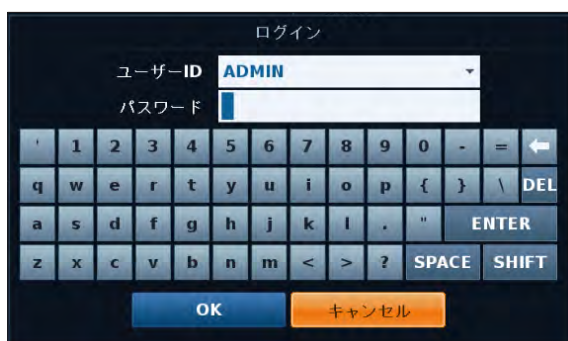 ログイン
ユーザーID ADMIN
パスワード
' 1 2 3 4 5 6 7 8 9 0 - = ←
q w e r t y u i o p { } \ DEL
a s d f g h j k l . " ENTER
z x c v b n m < > ? SPACE SHIFT
OK キャンセル